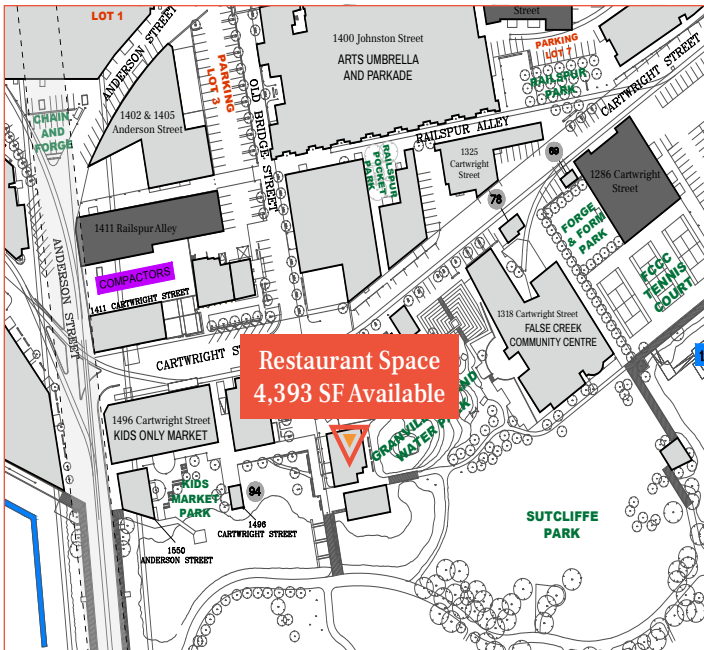 LOT 1
ANDERSON STREET
PARKING
LOT 3
OLD BRIDGE STREET
1400 Johnston Street
ARTS UMBRELLA
AND PARKADE
Street
PARKING
LOT 7
RAILSPUR
PARK
CARTWRIGHT STREET
CHAIN
AND
FORGE
1402 & 1405
Anderson Street
RAILSPUR ALLEY
RAILSPUR
POCKET
PARK
1325
Cartwright
Street
69
1286 Cartwright
Street
78
FORGE
& FORM
PARK
FCCC
TENNIS
COURT
1411 Railspur Alley
COMPACTORS
1411 CARTWRIGHT STREET
ANDERSON STREET
1318 Cartwright Street
FALSE CREEK
COMMUNITY CENTRE
1
CARTWRIGHT ST
Restaurant Space
4,393 SF Available
1496 Cartwright Street
KIDS ONLY MARKET
WATER PARK
KIDS
MARKET
PARK
94
1496
CARTWRIGHT STREET
1550
ANDERSON STREET
SUTCLIFFE
PARK